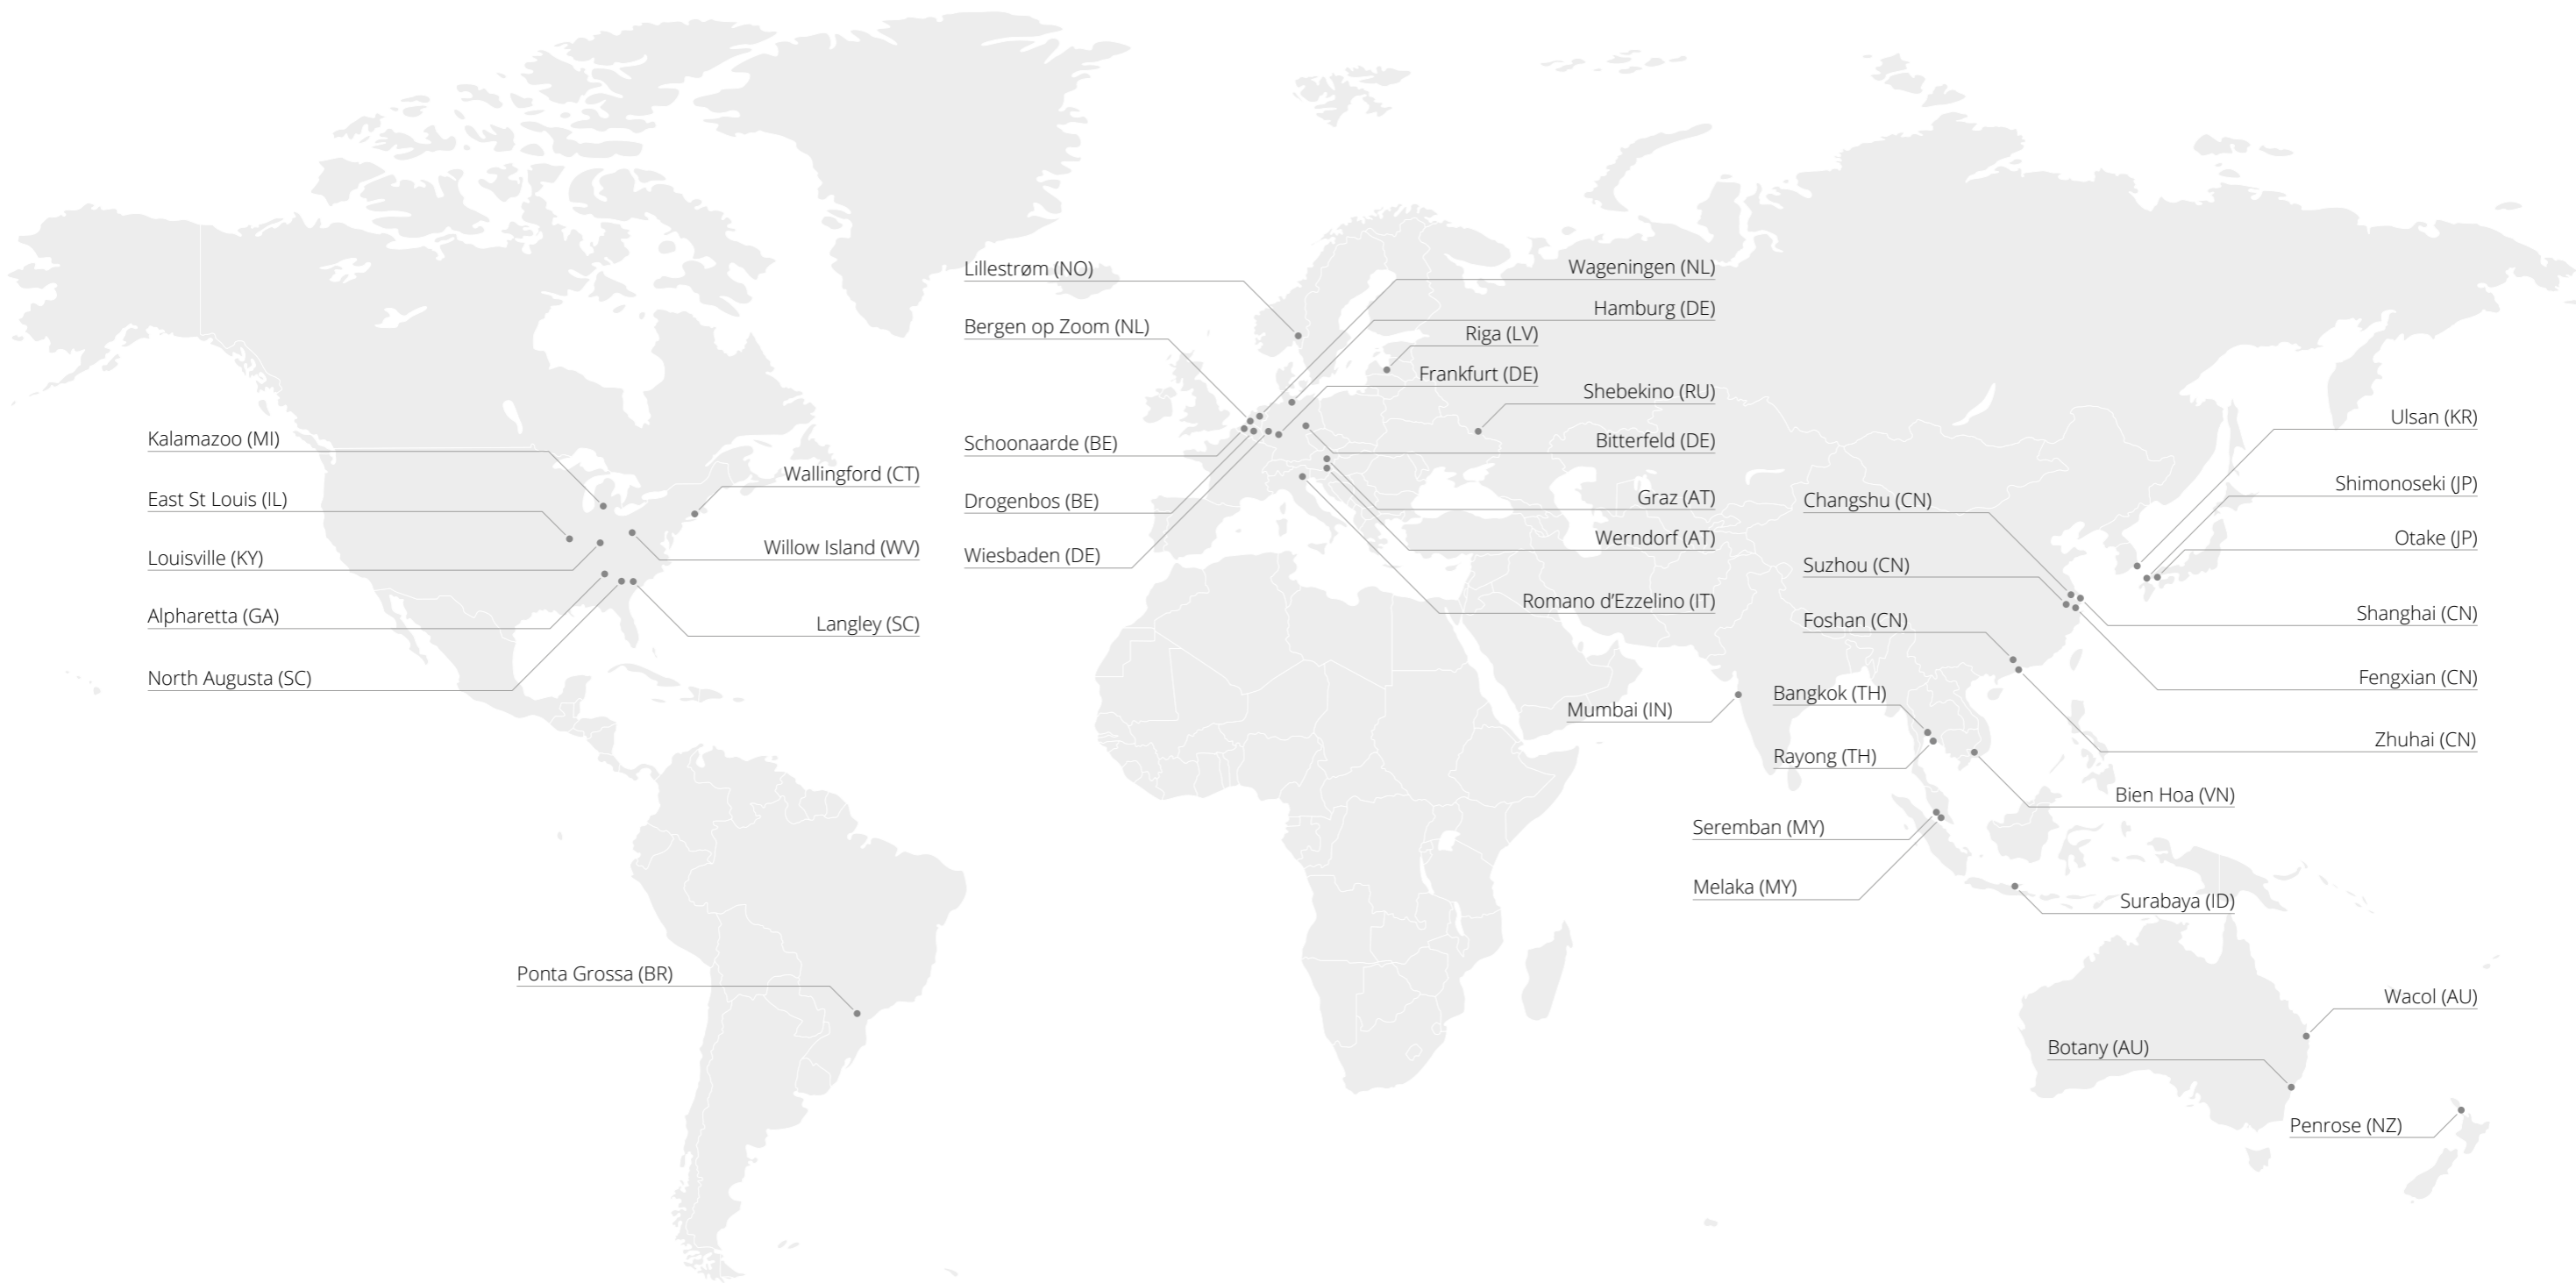 Kalamazoo (MI)
East St Louis (IL)
Louisville (KY)
Alpharetta (GA)
North Augusta (SC)
Wallingford (CT)
Willow Island (WV)
Langley (SC)
Ponta Grossa (BR)
Lillestrøm (NO)
Bergen op Zoom (NL)
Schoonaarde (BE)
Drogenbos (BE)
Wiesbaden (DE)
Wageningen (NL)
Hamburg (DE)
Riga (LV)
Frankfurt (DE)
Shebekino (RU)
Bitterfeld (DE)
Graz (AT)
Werndorf (AT)
Romano d’Ezzelino (IT)
Mumbai (IN)
Changshu (CN)
Suzhou (CN)
Foshan (CN)
Bangkok (TH)
Rayong (TH)
Seremban (MY)
Melaka (MY)
Ulsan (KR)
Shimonoseki (JP)
Otake (JP)
Shanghai (CN)
Fengxian (CN)
Zhuhai (CN)
Bien Hoa (VN)
Surabaya (ID)
Wacol (AU)
Botany (AU)
Penrose (NZ)